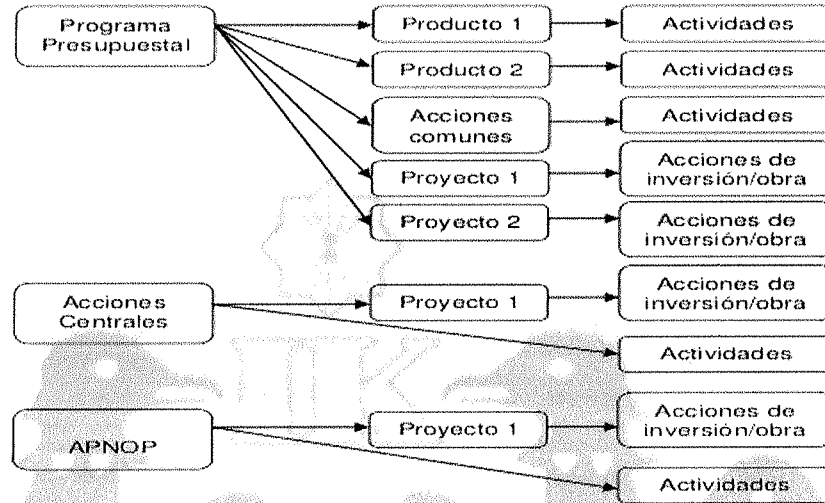 Programa
Presupuestal
Producto 1
Actividades
Producto 2
Actividades
Acciones
comunes
Actividades
Proyecto 1
Acciones de
inversión/obra
Proyecto 2
Acciones de
inversión/obra
Acciones
Centrales
Proyecto 1
Acciones de
inversión/obra
Actividades
APNOP
Proyecto 1
Acciones de
inversión/obra
Actividades